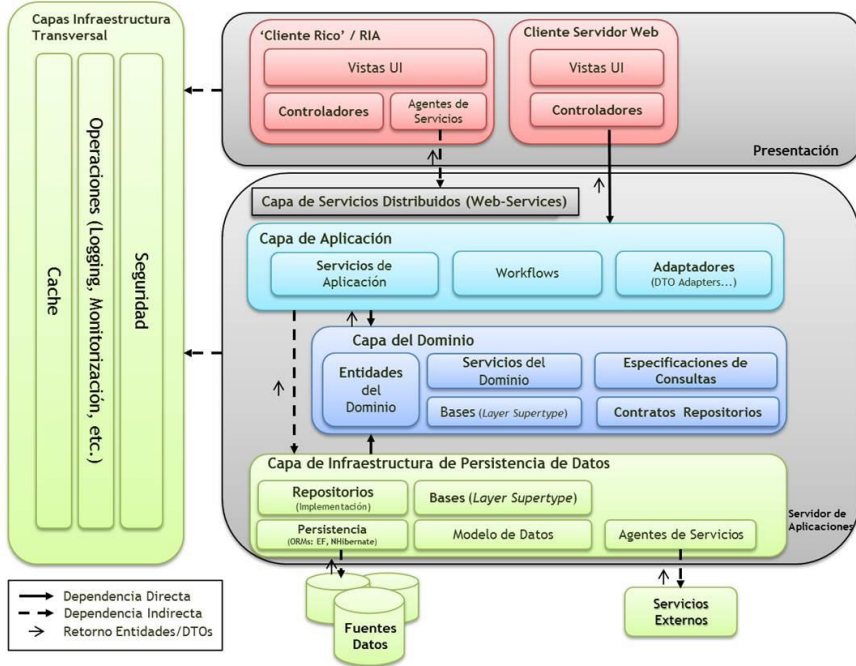 Capas Infraestructura
Transversal
Cache
Operaciones (Logging, Monitorización, etc.)
Seguridad
‘Cliente Rico’ / RIA
Vistas UI
Controladores
Agentes de
Servicios
Cliente Servidor Web
Vistas UI
Controladores
Presentación
Capa de Servicios Distribuidos (Web-Services)
Capa de Aplicación
Servicios de
Aplicación
Workflows
Adaptadores
(DTO Adapters...)
Capa del Dominio
Entidades
del
Dominio
Servicios del
Dominio
Especificaciones de
Consultas
Bases (Layer Supertype)
Contratos Repositorios
Capa de Infraestructura de Persistencia de Datos
Repositorios
(Implementación)
Bases (Layer Supertype)
Persistencia
(ORMs: EF, NHibernate)
Modelo de Datos
Agentes de Servicios
Servidor de
Aplicaciones
Dependencia Directa
Dependencia Indirecta
Retorno Entidades/DTOs
Fuentes
Datos
Servicios
Externos